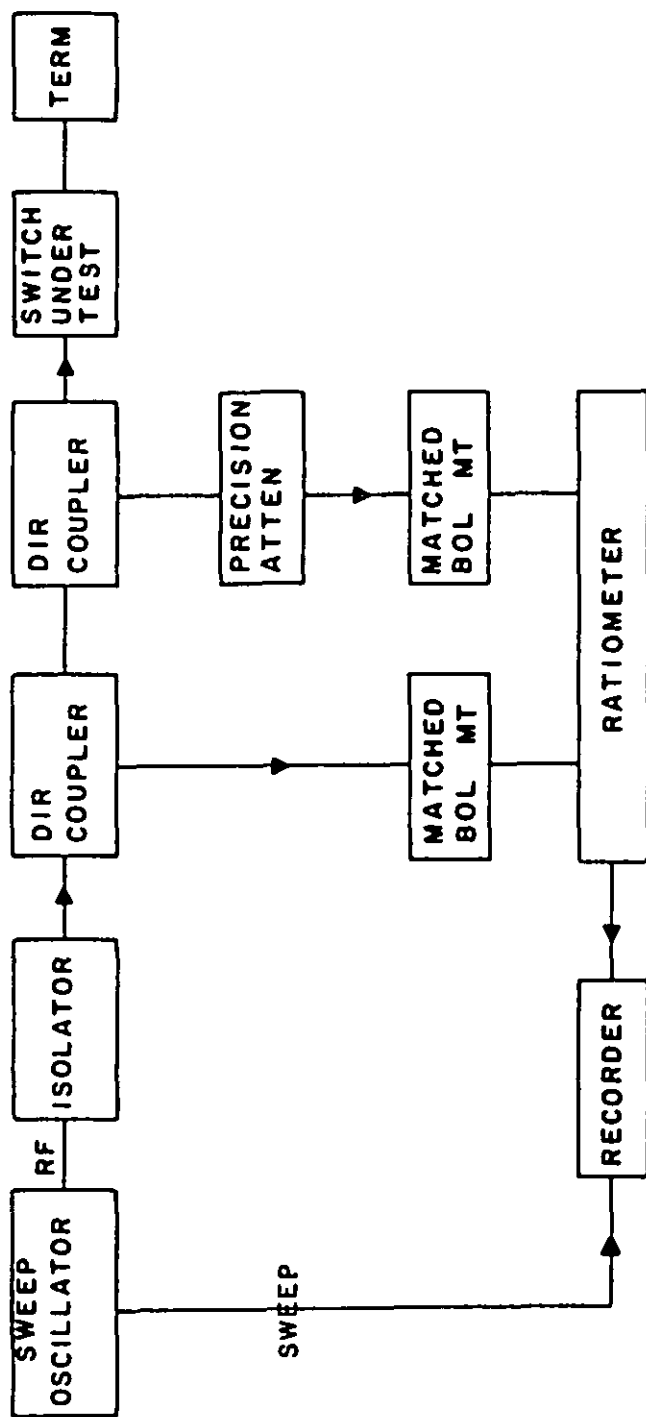 SWEEP
OSCILLATOR
RF
ISOLATOR
DIR
COUPLER
DIR
COUPLER
SWITCH
UNDER
TEST
TERM
SWEEP
PRECISION
ATTEN
MATCHED
BOL MT
MATCHED
BOL MT
RECORDER
RATIOMETER